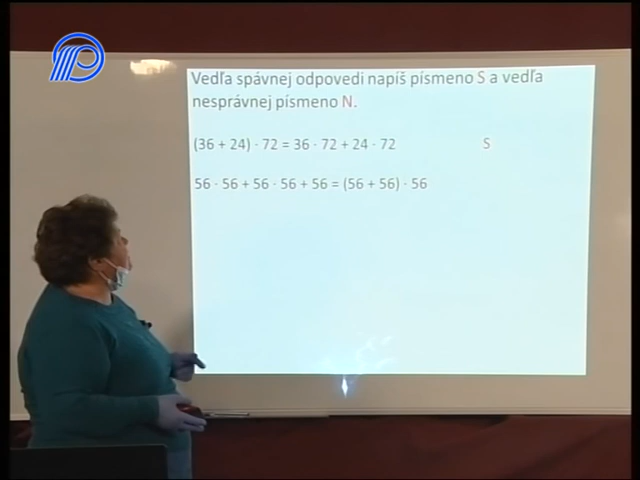 Vedľa spávnej odpovedi napíš písmeno S a vedľa
nesprávnej písmeno N.
(36 + 24) · 72 = 36 · 72 + 24 · 72 S
56 · 56 + 56 · 56 + 56 = (56 + 56) · 56